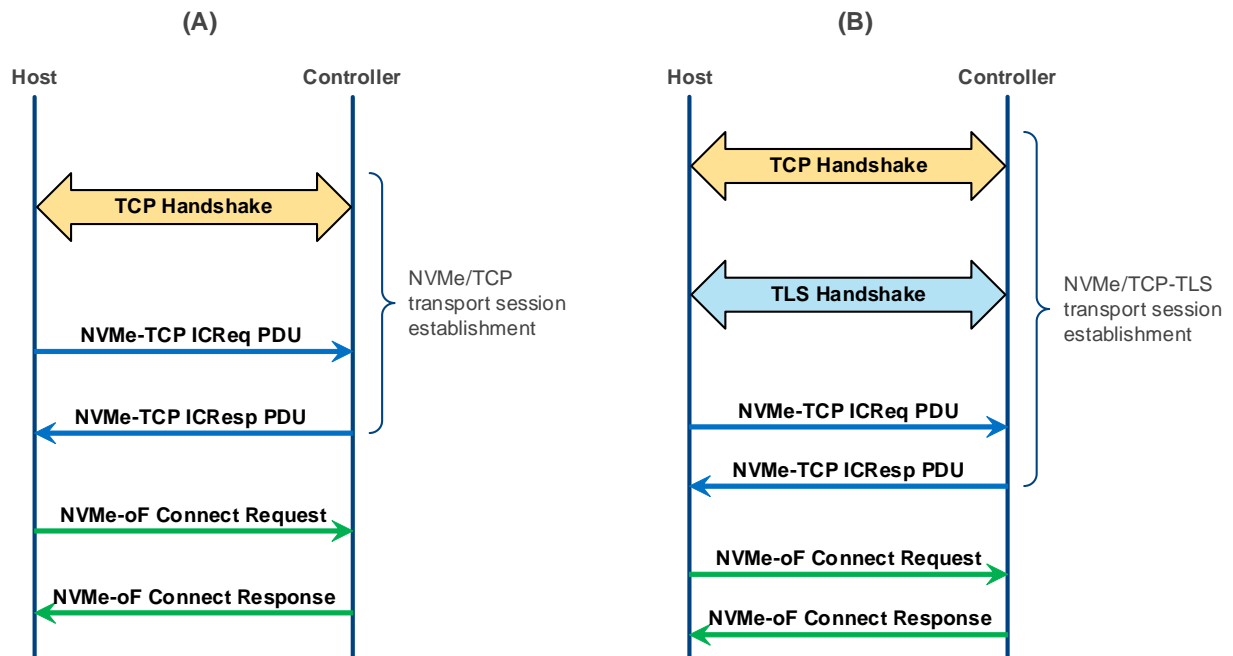 (A)
Host
Controller
TCP Handshake
NVMe/TCP
transport session
establishment
NVMe-TCP ICReq PDU
NVMe-TCP ICResp PDU
NVMe-oF Connect Request
NVMe-oF Connect Response
(B)
Host
Controller
TCP Handshake
TLS Handshake
NVMe/TCP-TLS
transport session
establishment
NVMe-TCP ICReq PDU
NVMe-TCP ICResp PDU
NVMe-oF Connect Request
NVMe-oF Connect Response